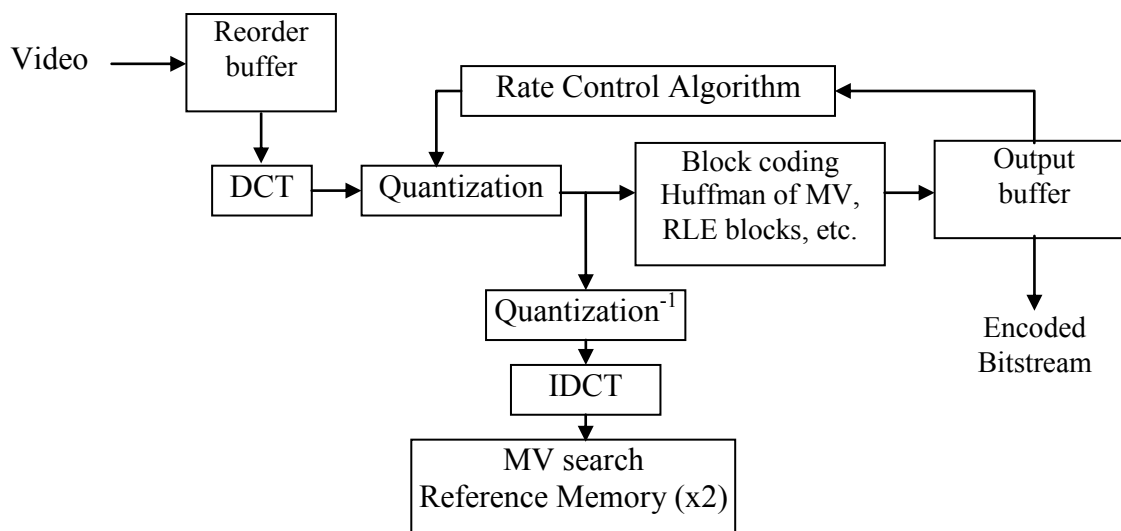 Video
Reorder
buffer
Rate Control Algorithm
DCT
Quantization
Block coding
Huffman of MV,
RLE blocks, etc.
Output
buffer
Quantization⁻¹
Encoded
Bitstream
IDCT
MV search
Reference Memory (x2)